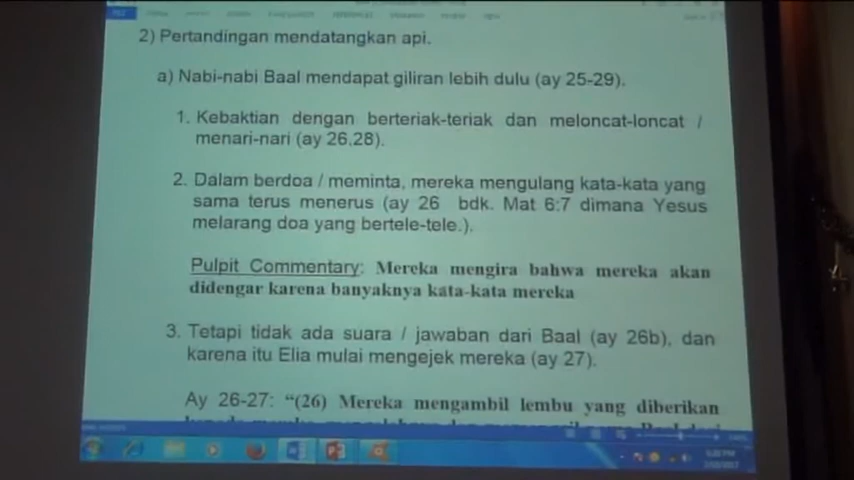 2) Pertandingan mendatangkan api.
a) Nabi-nabi Baal mendapat giliran lebih dulu (ay 25-29).
1. Kebaktian dengan berteriak-teriak dan meloncat-loncat /
menari-nari (ay 26,28).
2. Dalam berdoa / meminta, mereka mengulang kata-kata yang
sama terus menerus (ay 26 bdk. Mat 6:7 dimana Yesus
melarang doa yang bertele-tele.).
Pulpit Commentary: Mereka mengira bahwa mereka akan
didengar karena banyaknya kata-kata mereka
3. Tetapi tidak ada suara / jawaban dari Baal (ay 26b), dan
karena itu Elia mulai mengejek mereka (ay 27).
Ay 26-27: “(26) Mereka mengambil lembu yang diberikan